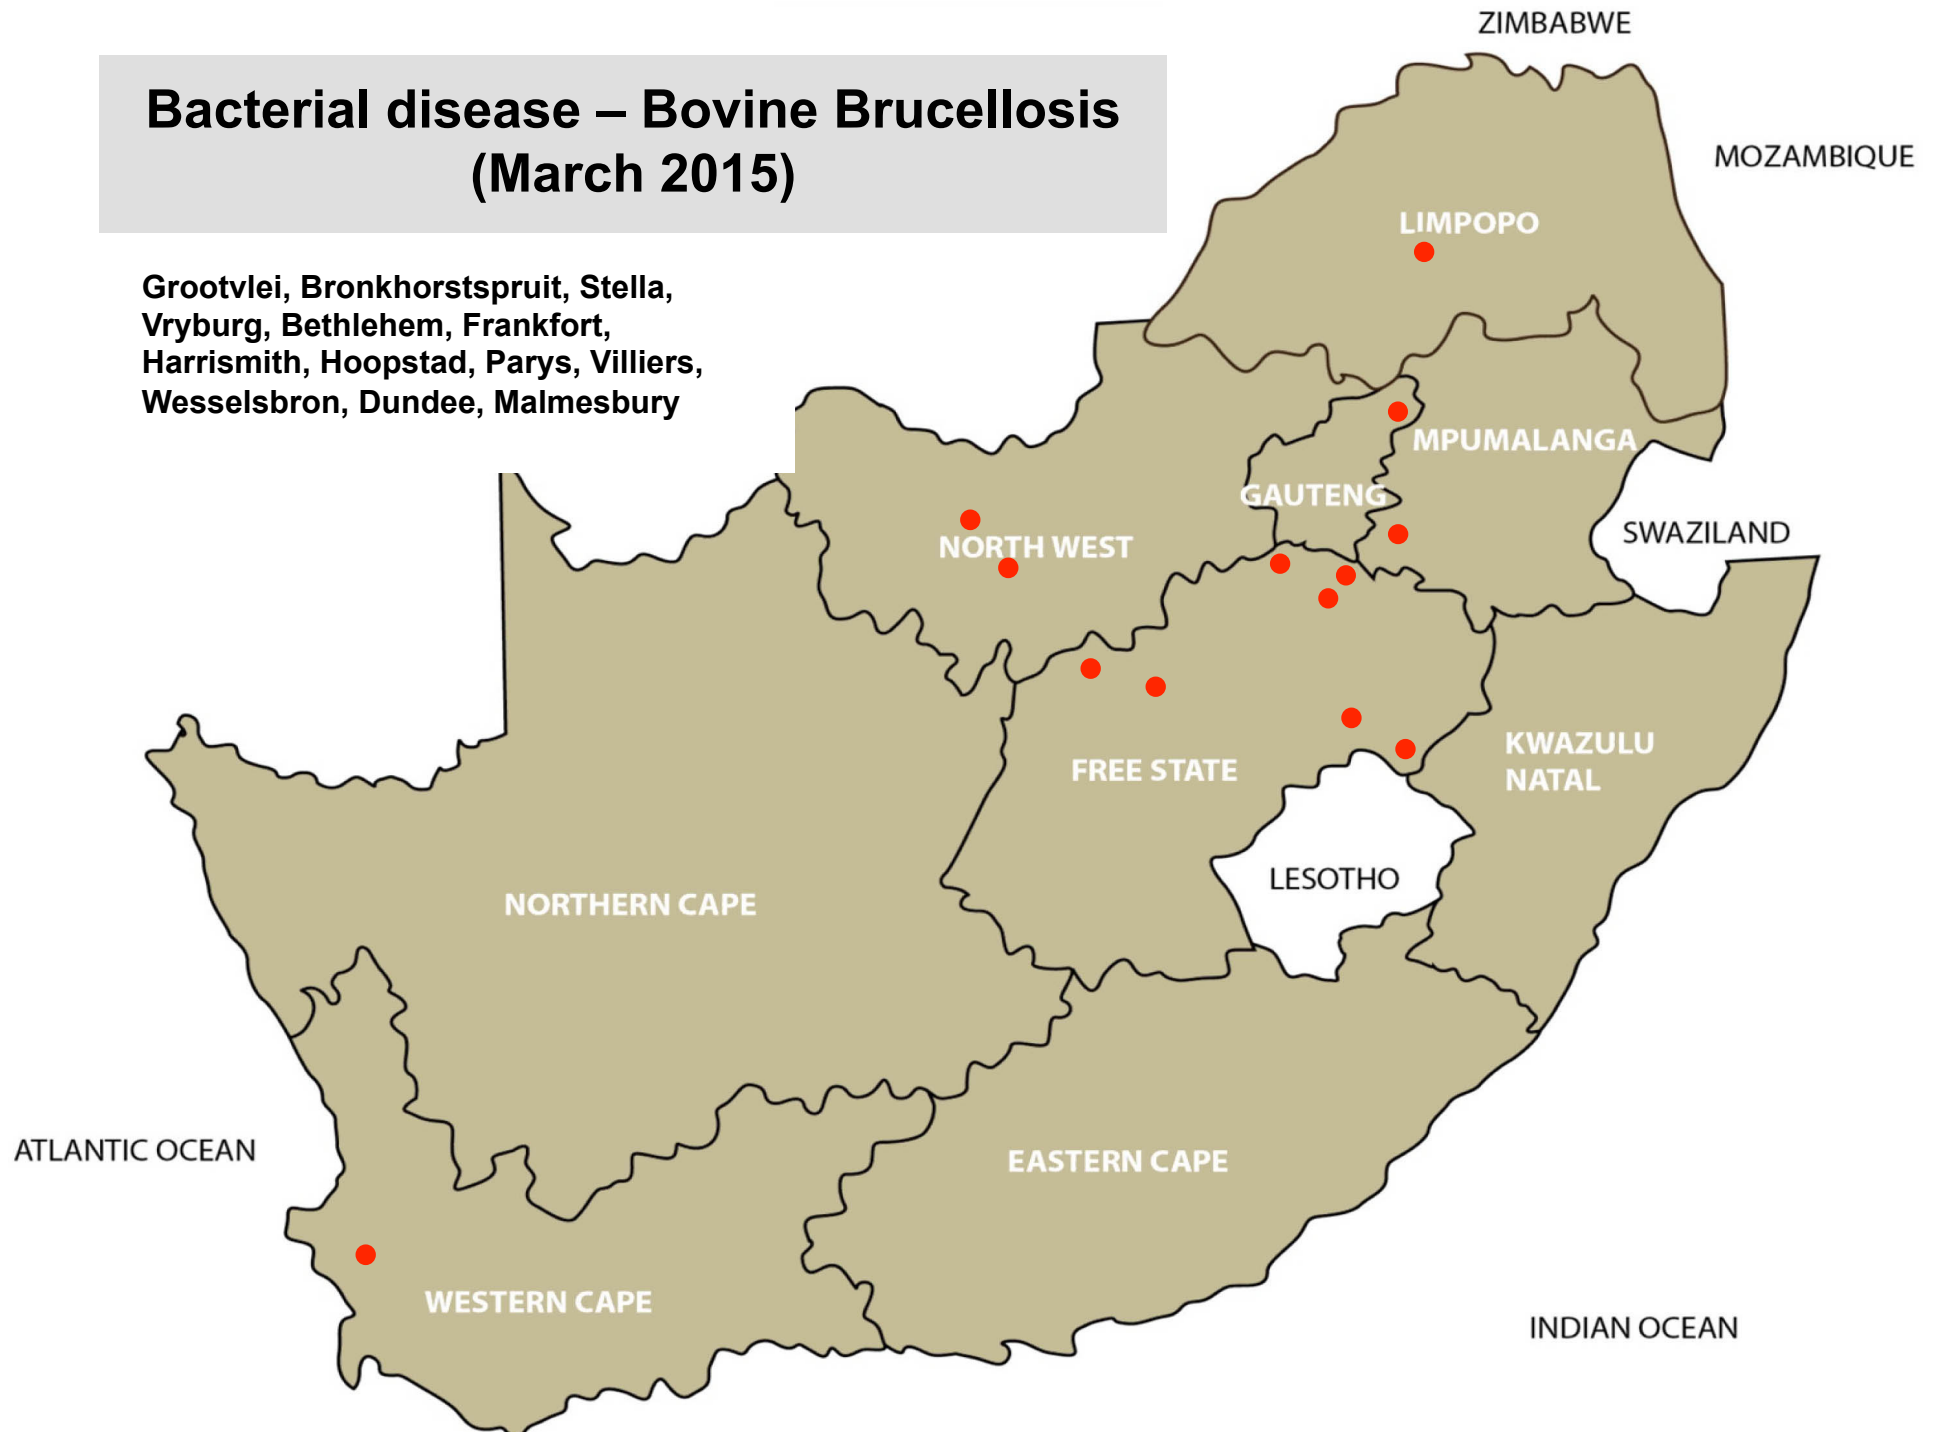 ZIMBABWE
Bacterial disease – Bovine Brucellosis
(March 2015)
MOZAMBIQUE
LIMPOPO
Grootvlei, Bronkhorstspruit, Stella,
Vryburg, Bethlehem, Frankfort,
Harrismith, Hoopstad, Parys, Villiers,
Wesselsbron, Dundee, Malmesbury
MPUMALANGA
GAUTENG
SWAZILAND
NORTH WEST
KWAZULU
NATAL
FREE STATE
LESOTHO
NORTHERN CAPE
ATLANTIC OCEAN
EASTERN CAPE
WESTERN CAPE
INDIAN OCEAN